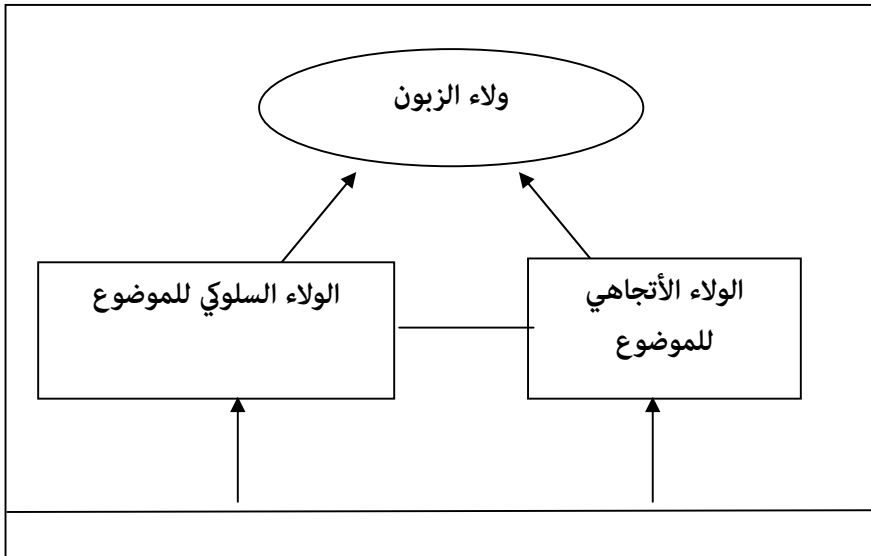 ولاء الزبون
الولاء الأتجاهي
للموضوع
الولاء السلوكي للموضوع